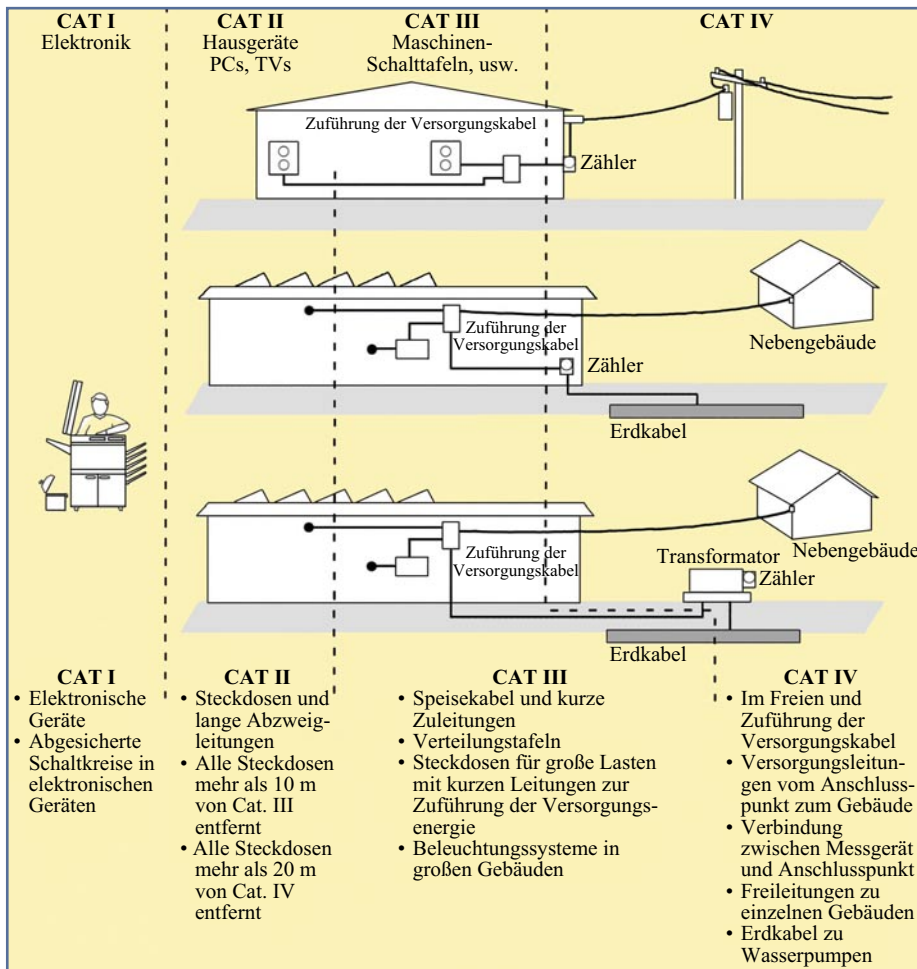 CAT I
Elektronik
CAT II
Hausgeräte
PCs, TVs
CAT III
Maschinen-
Schalttafeln, usw.
CAT IV
Zuführung der Versorgungskabel
Zähler
Zuführung der
Versorgungskabel
Zähler
Nebengebäude
Erdkabel
Zuführung der
Versorgungskabel
Nebengebäude
Transformator
Zähler
Erdkabel
CAT I
• Elektronische
Geräte
• Abgesicherte
Schaltkreise in
elektronischen
Geräten
CAT II
• Steckdosen und
lange Abzweig-
leitungen
• Alle Steckdosen
mehr als 10 m
von Cat. III
entfernt
• Alle Steckdosen
mehr als 20 m
von Cat. IV
entfernt
CAT III
• Speisekabel und kurze
Zuleitungen
• Verteilungstafeln
• Steckdosen für große Lasten
mit kurzen Leitungen zur
Zuführung der Versorgungs-
energie
• Beleuchtungssysteme in
großen Gebäuden
CAT IV
• Im Freien und
Zuführung der
Versorgungskabel
• Versorgungsleitun-
gen vom Anschluss-
punkt zum Gebäude
• Verbindung
zwischen Messgerät
und Anschlusspunkt
• Freileitungen zu
einzelnen Gebäuden
• Erdkabel zu
Wasserpumpen